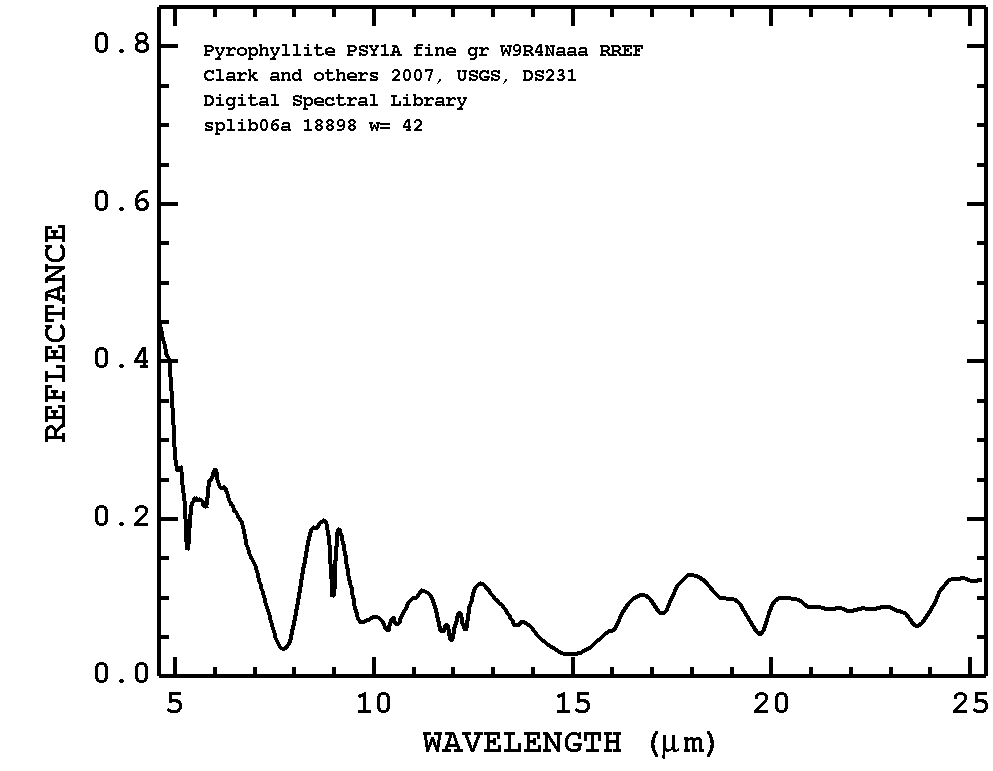 Pyrophyllite PSY1A fine gr W9R4Naaa RREF
Clark and others 2007, USGS, DS231
Digital Spectral Library
splib06a 18898 w= 42
REFLECTANCE
0.8
0.6
0.4
0.2
0.0
5 10 15 20 25
WAVELENGTH (μm)